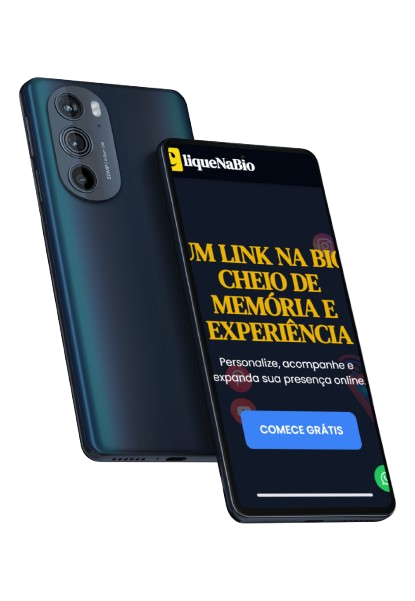 liqueNaBio
UM LINK NA BIO
CHEIO DE
MEMÓRIA E
EXPERIÊNCIA
Personalize, acompanhe e
expanda sua presença online.
COMECE GRÁTIS